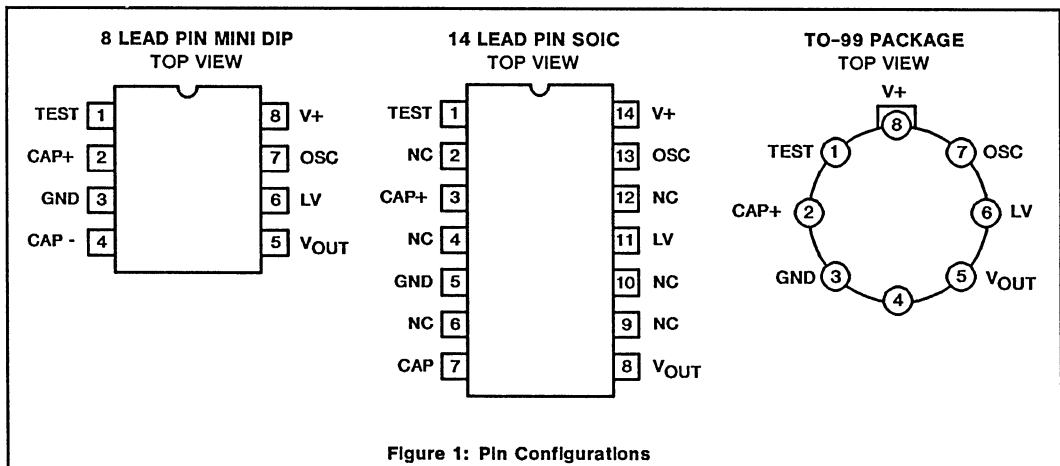 8 LEAD PIN MINI DIP
TOP VIEW
TEST 1
CAP+ 2
GND 3
CAP - 4
8 V+
7 OSC
6 LV
5 VOUT
14 LEAD PIN SOIC
TOP VIEW
TEST 1
NC 2
CAP+ 3
NC 4
GND 5
NC 6
CAP 7
14 V+
13 OSC
12 NC
11 LV
10 NC
9 NC
8 VOUT
TO-99 PACKAGE
TOP VIEW
V+
8
TEST 1
7 OSC
CAP+ 2
6 LV
GND 3
5 VOUT
4
Figure 1: Pin Configurations